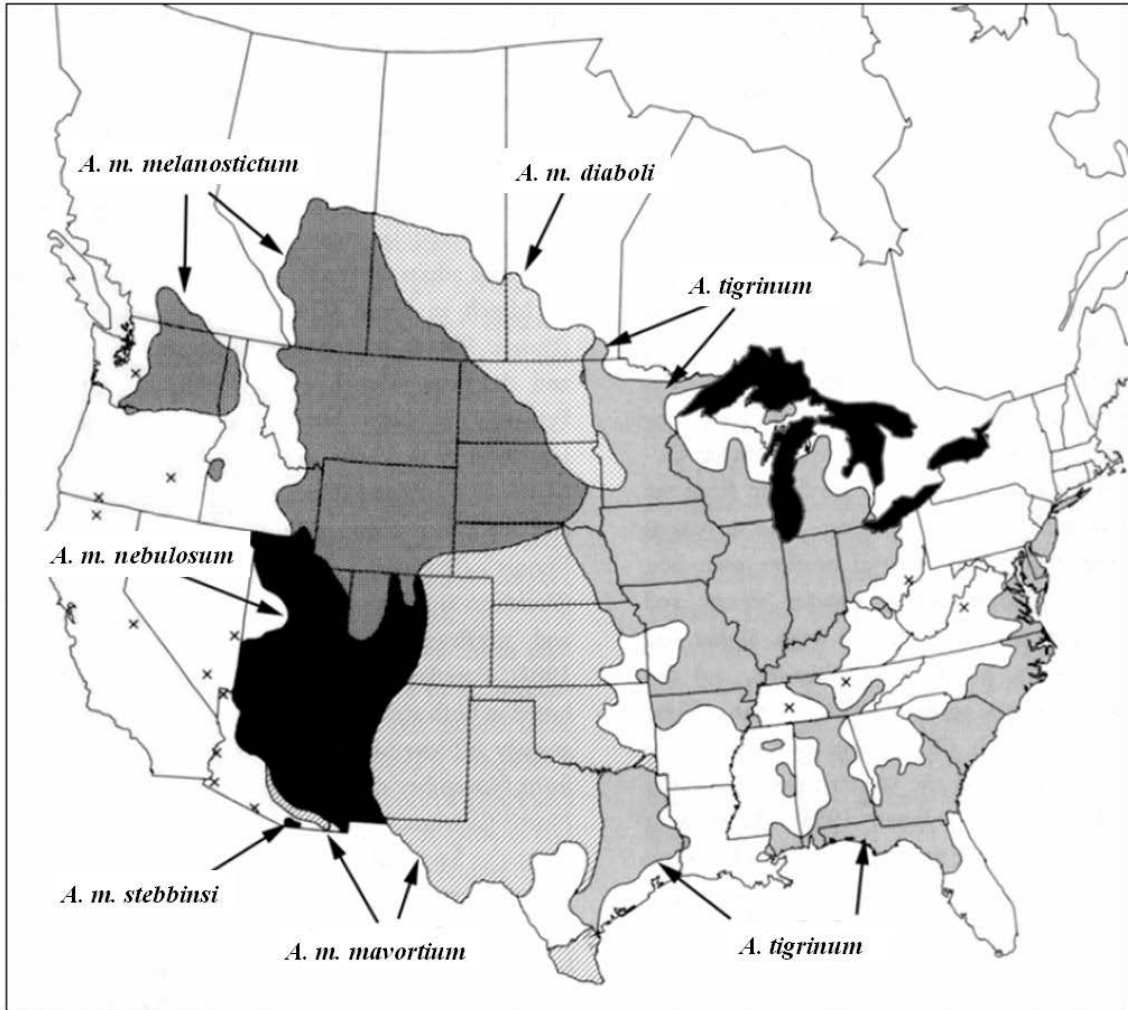 A. m. melanostictum
A. m. diaboli
A. tigrinum
A. m. nebulosum
A. m. stebbinsi
A. m. mavortium
A. tigrinum